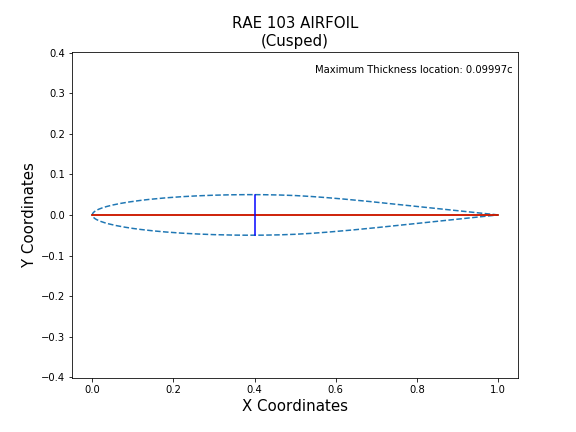 RAE 103 AIRFOIL
(Cusped)
Maximum Thickness location: 0.09997c
0.4
0.3
0.2
0.1
0.0
−0.1
−0.2
−0.3
−0.4
Y Coordinates
0.0 0.2 0.4 0.6 0.8 1.0
X Coordinates